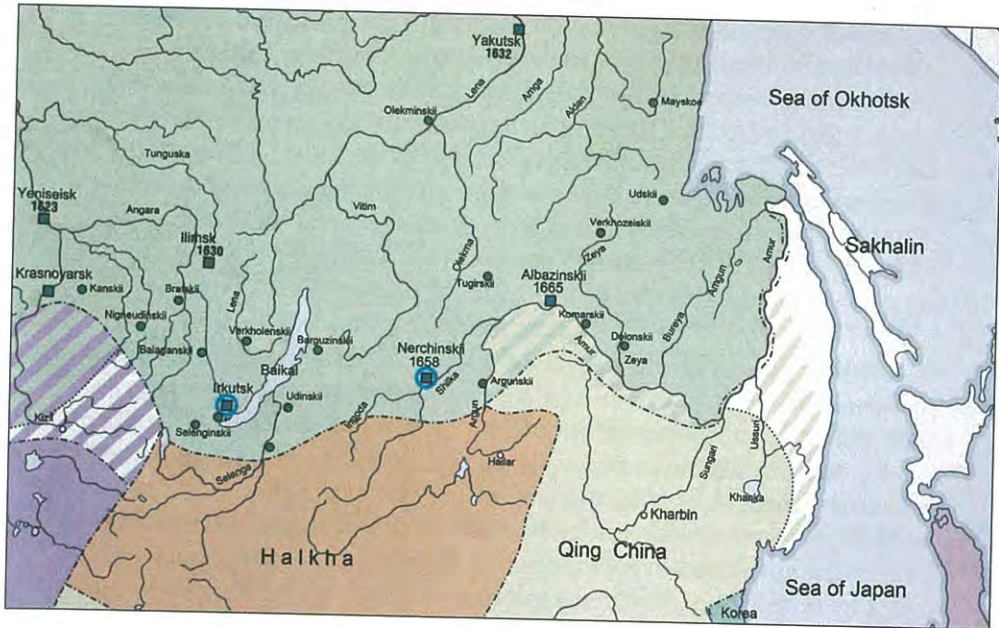 Yakutsk
1632
Lena
Amga
Aldan
Mayskoe
Olekminskii
Sea of Okhotsk
Tunguska
Yeniseisk
1623
Angara
Ilimsk
1630
Vitim
Olekma
Udskii
Verkhozeiskii
Zeya
Amgun
Amur
Sakhalin
Krasnoyarsk
Kanskii
Bratskii
Lena
Tugirskii
Albazinskii
1665
Nigneudinskii
Verkholenskii
Barguzinskii
Komarskii
Bureya
Balaganskii
Baikal
Nerchinskii
1658
Shilka
Amur
Dolonskii
Zeya
Irkutsk
Udinskii
Argunskii
Kizil
Selenginskii
Ingoda
Argun
Selenga
Hailar
Sungari
Ussuri
Khanka
Kharbin
Halkha
Qing China
Korea
Sea of Japan